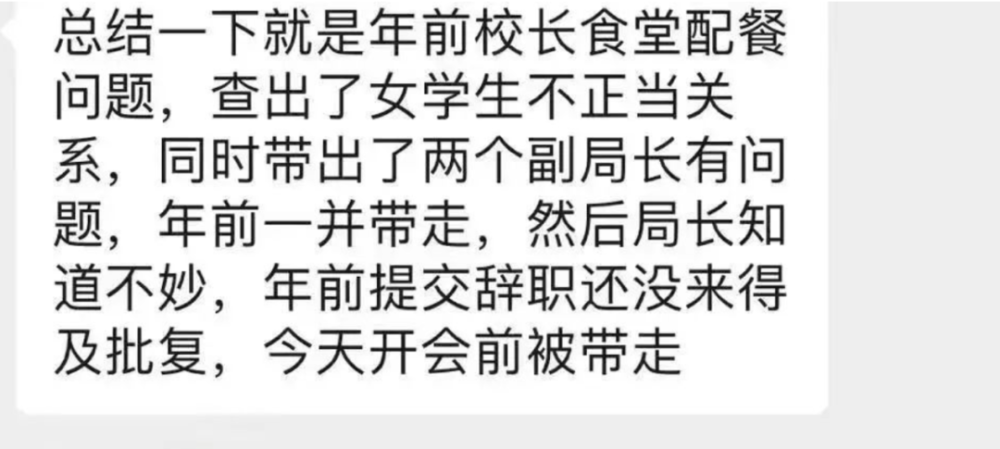 总结一下就是年前校长食堂配餐
问题，查出了女学生不正当关
系，同时带出了两个副局长有问
题，年前一并带走，然后局长知
道不妙，年前提交辞职还没来得
及批复，今天开会前被带走